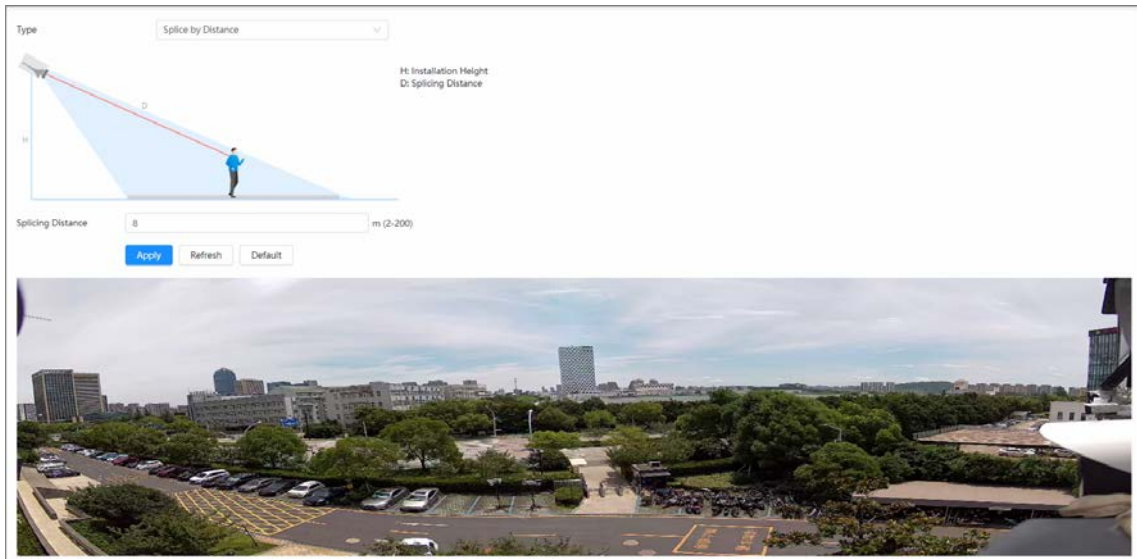 Type
Splice by Distance
H: Installation Height
D: Splicing Distance
D
H
Splicing Distance
8
m (2-200)
Apply
Refresh
Default